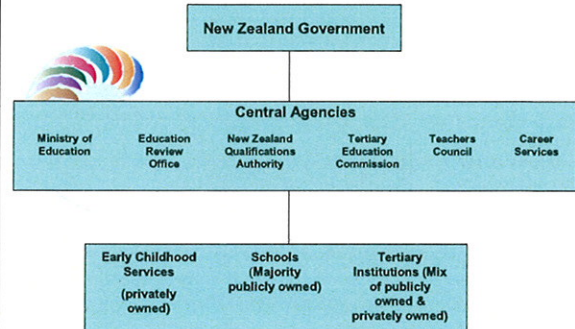 New Zealand Government
Central Agencies
Ministry of
Education
Education
Review
Office
New Zealand
Qualifications
Authority
Tertiary
Education
Commission
Teachers
Council
Career
Services
Early Childhood
Services
(privately
owned)
Schools
(Majority
publicly owned)
Tertiary
Institutions (Mix
of publicly
owned &
privately owned)